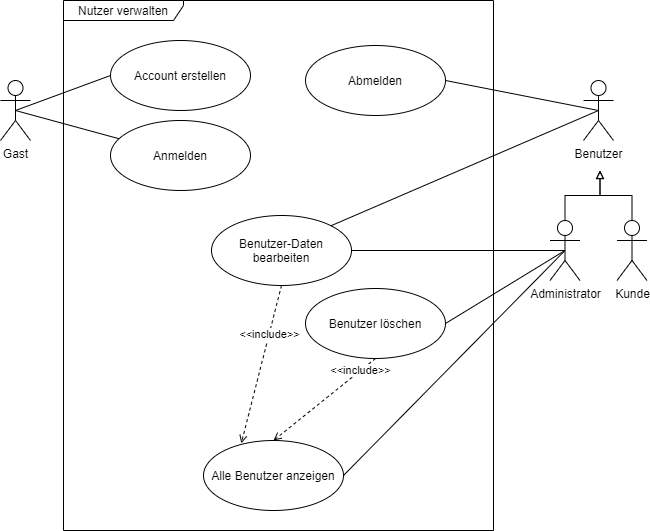 Nutzer verwalten
Account erstellen
Abmelden
Anmelden
Gast
Benutzer
Benutzer-Daten
bearbeiten
Administrator
Kunde
Benutzer löschen
<<include>>
<<include>>
Alle Benutzer anzeigen